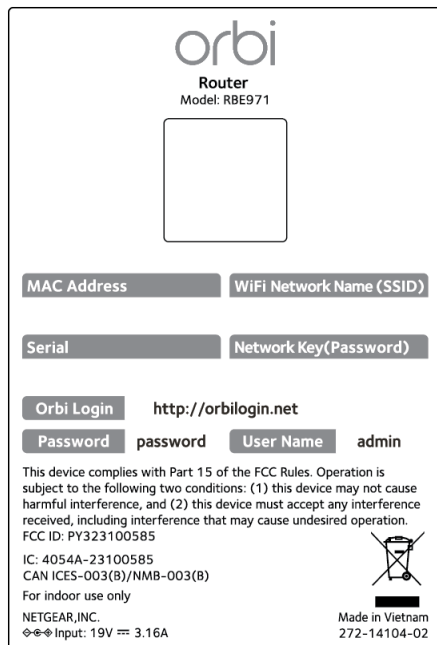 orbi
Router
Model: RBE971
MAC Address
WiFi Network Name (SSID)
Serial
Network Key(Password)
Orbi Login http://orbilogin.net
Password password User Name admin
This device complies with Part 15 of the FCC Rules. Operation is
subject to the following two conditions: (1) this device may not cause
harmful interference, and (2) this device must accept any interference
received, including interference that may cause undesired operation.
FCC ID: PY323100585
IC: 4054A-23100585
CAN ICES-003(B)/NMB-003(B)
For indoor use only
NETGEAR,INC.
Input: 19V ⎓ 3.16A
Made in Vietnam
272-14104-02